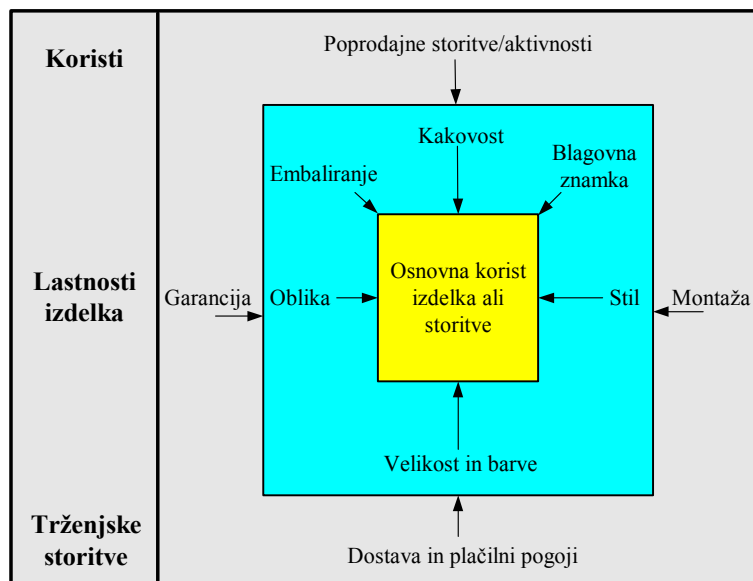 Koristi
Poprodajne storitve/aktivnosti
Kakovost
Embaliranje
Blagovna
znamka
Lastnosti
izdelka
Garancija
Oblika
Osnovna korist
izdelka ali
storitve
Stil
Montaža
Velikost in barve
Trženjske
storitve
Dostava in plačilni pogoji